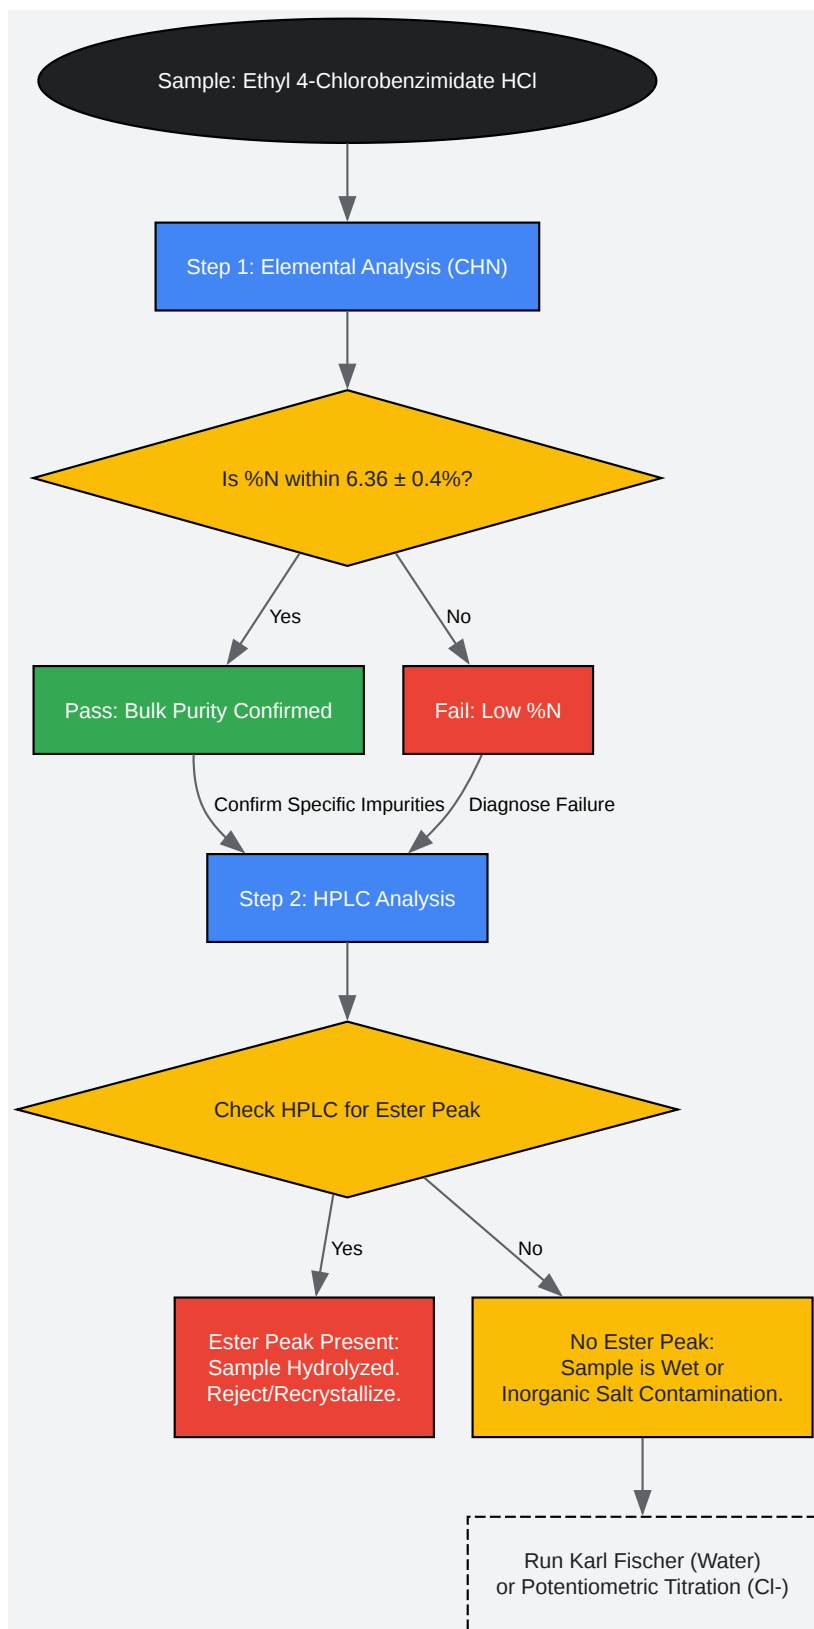 Sample: Ethyl 4-Chlorobenzimidate HCl
Step 1: Elemental Analysis (CHN)
Is %N within 6.36 ± 0.4%?
Yes
No
Pass: Bulk Purity Confirmed
Fail: Low %N
Confirm Specific Impurities
Diagnose Failure
Step 2: HPLC Analysis
Check HPLC for Ester Peak
Yes
No
Ester Peak Present:
Sample Hydrolyzed.
Reject/Recrystallize.
No Ester Peak:
Sample is Wet or
Inorganic Salt Contamination.
Run Karl Fischer (Water)
or Potentiometric Titration (Cl-)